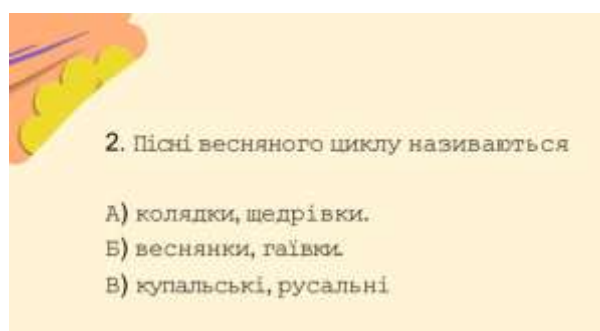 2. Пісні весняного циклу називаються
А) колядки, щедрівки.
Б) веснянки, гаївки.
В) купальські, русальні